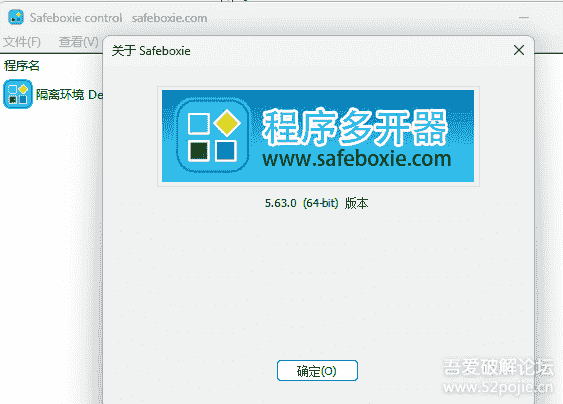 Safeboxie control safeboxie.com
文件(F) 查看(V)
关于 Safeboxie
程序名
隔离环境 De
程序多开器
www.safeboxie.com
5.63.0 (64-bit) 版本
确定(O)
吾爱破解论坛
www.52pojie.cn